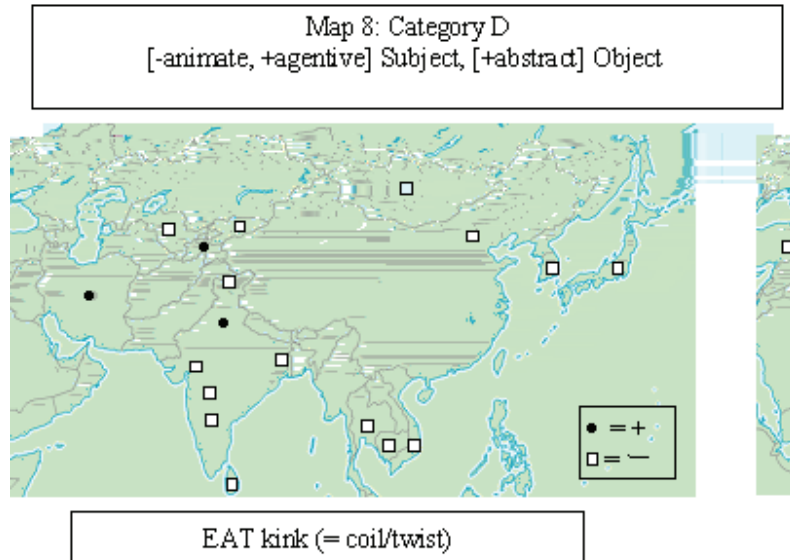 Map 8: Category D
[-animate, +agentive] Subject, [+abstract] Object
= +
= —
EAT kink (= coil/twist)